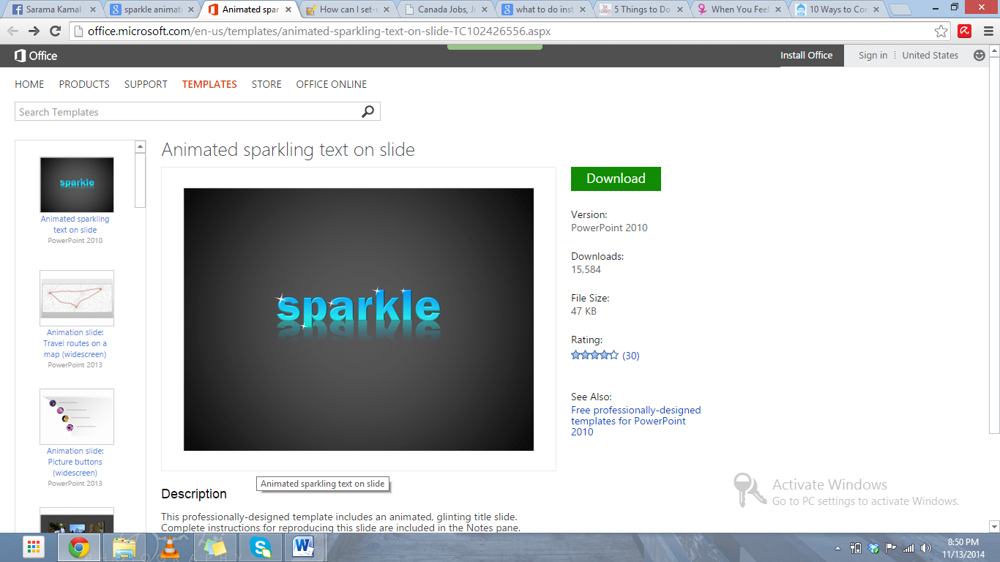 Sarama Kamal
sparkle animati
Animated spar
How can I set-u
Canada Jobs, Jo
what to do inst
5 Things to Do
When You Feel
10 Ways to Cor
office.microsoft.com/en-us/templates/animated-sparkling-text-on-slide-TC102426556.aspx
Office
Install Office
Sign in
United States
HOME PRODUCTS SUPPORT TEMPLATES STORE OFFICE ONLINE
Search Templates
sparkle
Animated sparkling
text on slide
PowerPoint 2010
Animation slide:
Travel routes on a
map (widescreen)
PowerPoint 2013
Animation slide:
Picture buttons
(widescreen)
PowerPoint 2013
Animated sparkling text on slide
sparkle
Animated sparkling text on slide
Description
This professionally-designed template includes an animated, glinting title slide.
Complete instructions for reproducing this slide are included in the Notes pane.
Download
Version:
PowerPoint 2010
Downloads:
15,584
File Size:
47 KB
Rating:
(30)
See Also:
Free professionally-designed
templates for PowerPoint
2010
Activate Windows
Go to PC settings to activate Windows.
8:50 PM
11/13/2014